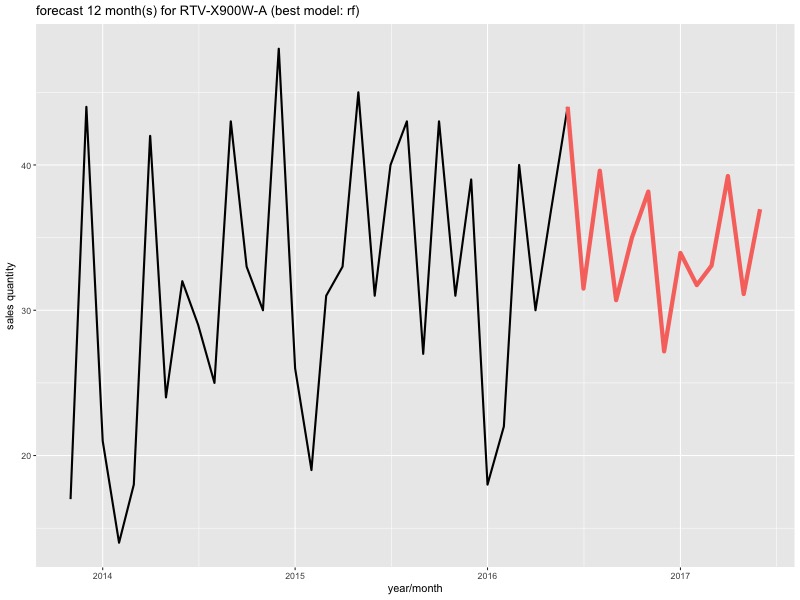 forecast 12 month(s) for RTV-X900W-A (best model: rf)
40
30
20
sales quantity
2014 2015 2016 2017
year/month